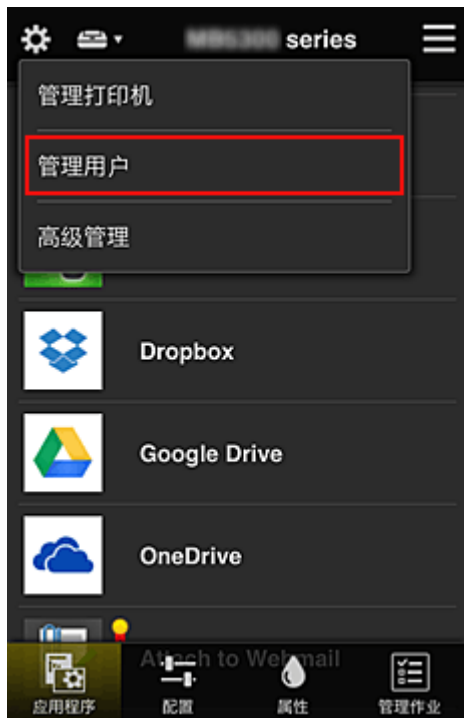 series
管理打印机
管理用户
高级管理
Dropbox
Google Drive
OneDrive
Attach to Webmail
应用程序
配置
属性
管理作业